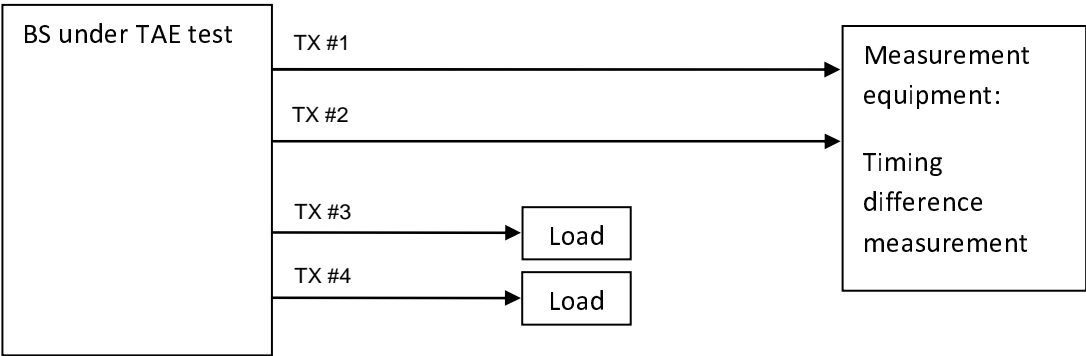 BS under TAE test
TX #1
TX #2
TX #3
TX #4
Load
Load
Measurement
equipment:
Timing
difference
measurement